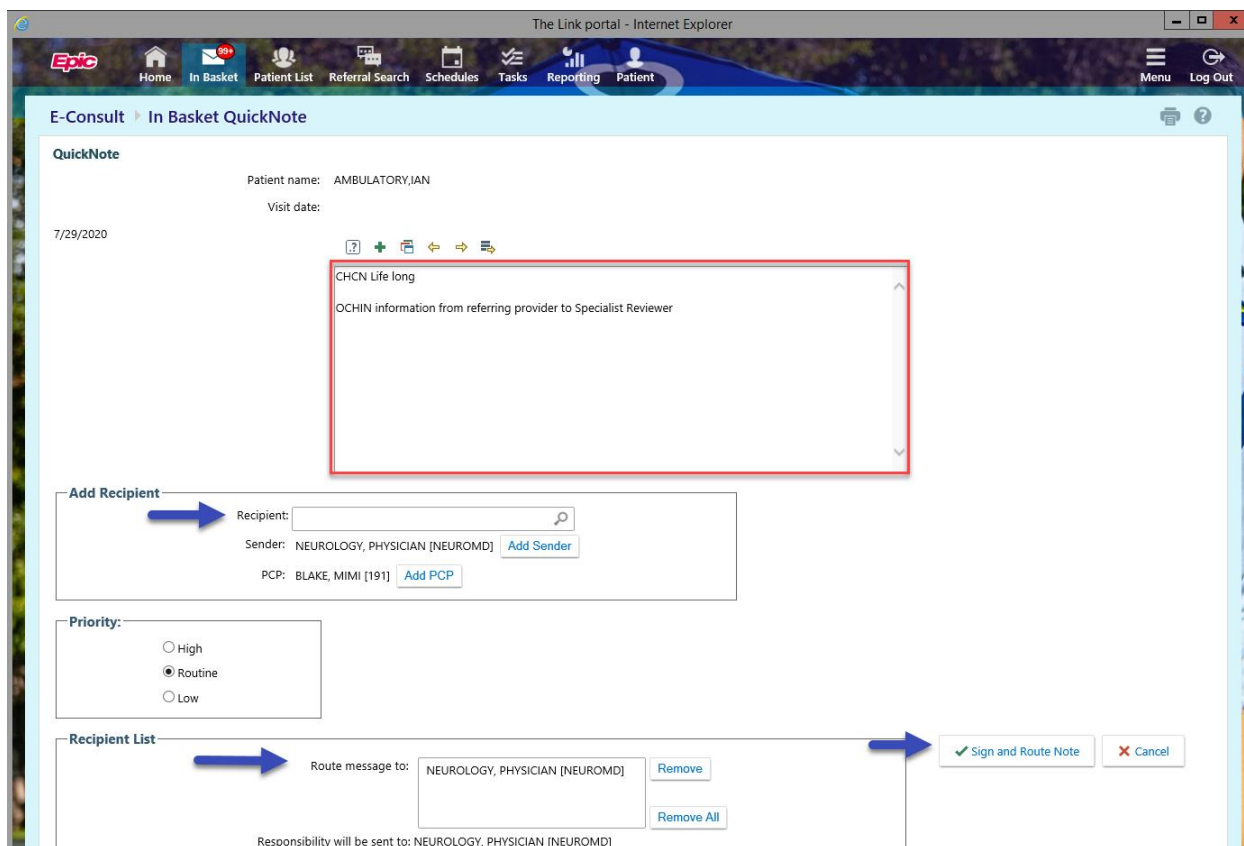 The Link portal - Internet Explorer
Epic
99+
Home In Basket Patient List Referral Search Schedules Tasks Reporting Patient Menu Log Out
E-Consult In Basket QuickNote
QuickNote
Patient name: AMBULATORY,IAN
Visit date:
7/29/2020
CHCN Life long
OCHIN information from referring provider to Specialist Reviewer
Add Recipient
Recipient:
Sender: NEUROLOGY, PHYSICIAN [NEUROMD] Add Sender
PCP: BLAKE, MIMI [191] Add PCP
Priority:
High
Routine
Low
Recipient List
Sign and Route Note Cancel
Route message to: NEUROLOGY, PHYSICIAN [NEUROMD] Remove
Remove All
Responsibility will be sent to: NEUROLOGY, PHYSICIAN [NEUROMD]